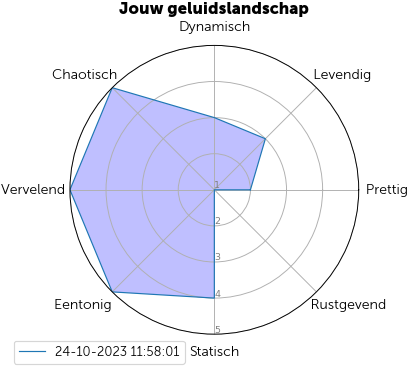 Jouw geluidslandschap
Dynamisch
Chaotisch
Levendig
Vervelend
Prettig
1
2
3
4
5
Eentonig
Rustgevend
Statisch
24-10-2023 11:58:01